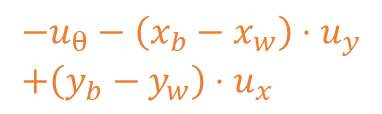 −u_θ − (x_b − x_w) · u_y
+(y_b − y_w) · u_x